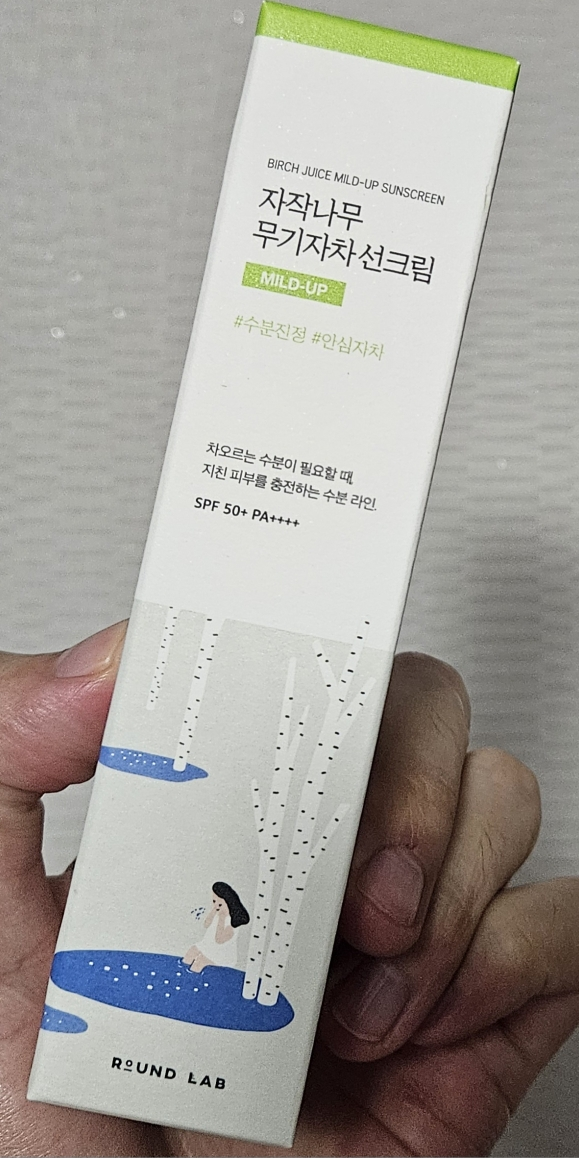 BIRCH JUICE MILD-UP SUNSCREEN
자작나무
무기자차 선크림
MILD-UP
#수분진정 #안심자차
차오르는 수분이 필요할 때,
지친 피부를 충전하는 수분 라인.
SPF 50+ PA++++
ROUND LAB